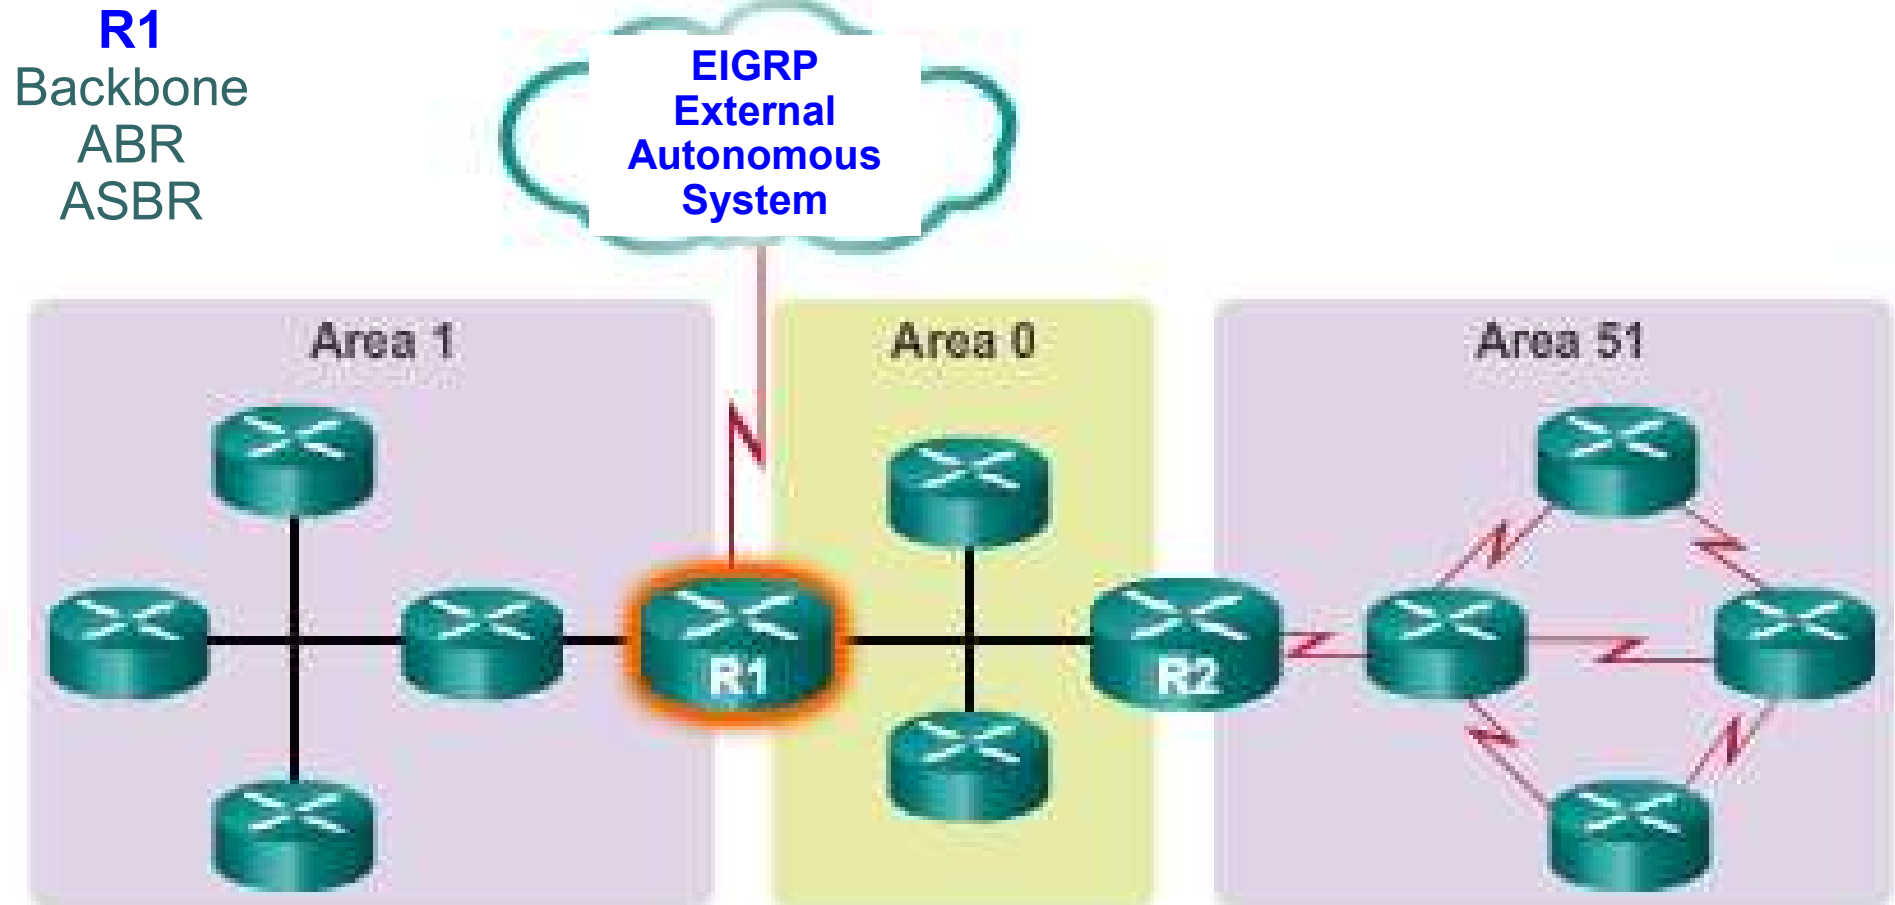 R1
Backbone
ABR
ASBR
EIGRP
External
Autonomous
System
Area 1
Area 0
Area 51
R1
R2